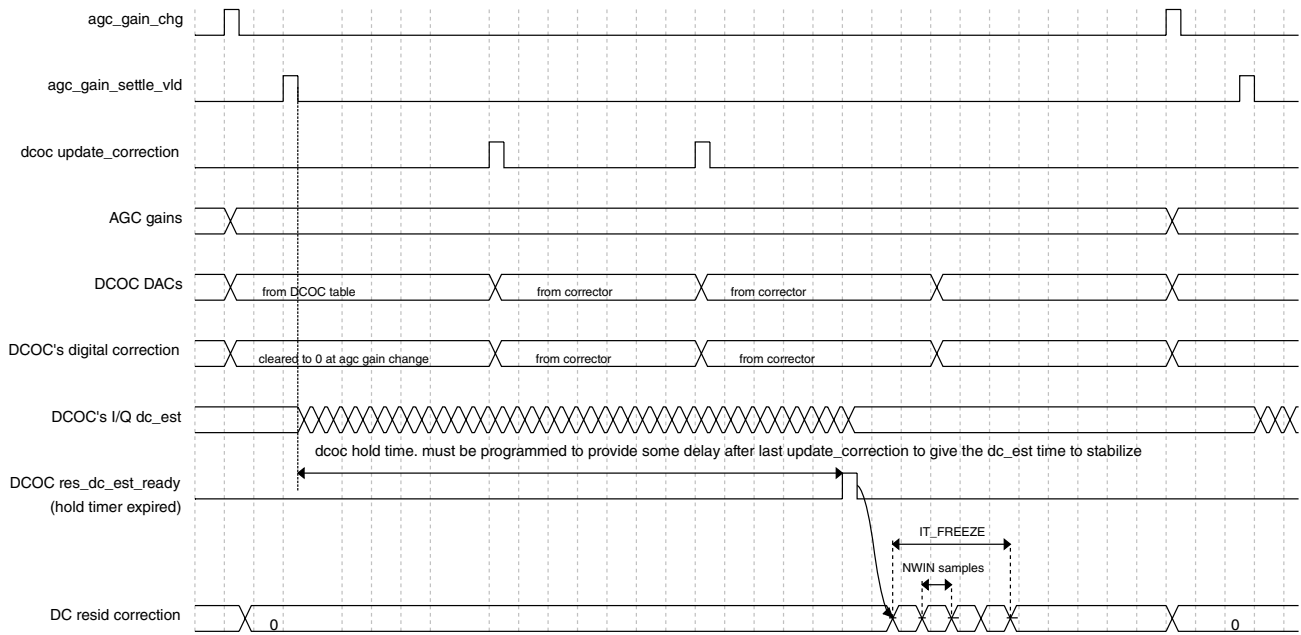 agc_gain_chg
agc_gain_settle_vld
dcoc update_correction
AGC gains
DCOC DACs
from DCOC table
from corrector
from corrector
DCOC's digital correction
cleared to 0 at agc gain change
from corrector
from corrector
DCOC's I/Q dc_est
dcoc hold time. must be programmed to provide some delay after last update_correction to give the dc_est time to stabilize
DCOC res_dc_est_ready
(hold timer expired)
IT_FREEZE
NWIN samples
DC resid correction
0
0